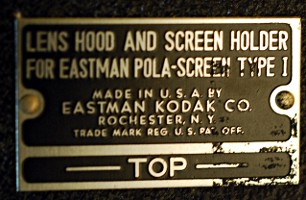 LENS HOOD AND SCREEN HOLDER
FOR EASTMAN POLA-SCREEN TYPE I
MADE IN U.S.A BY
EASTMAN KODAK CO.
ROCHESTER, N.Y.
TRADE MARK REG. U.S. PAT. OFF.
TOP